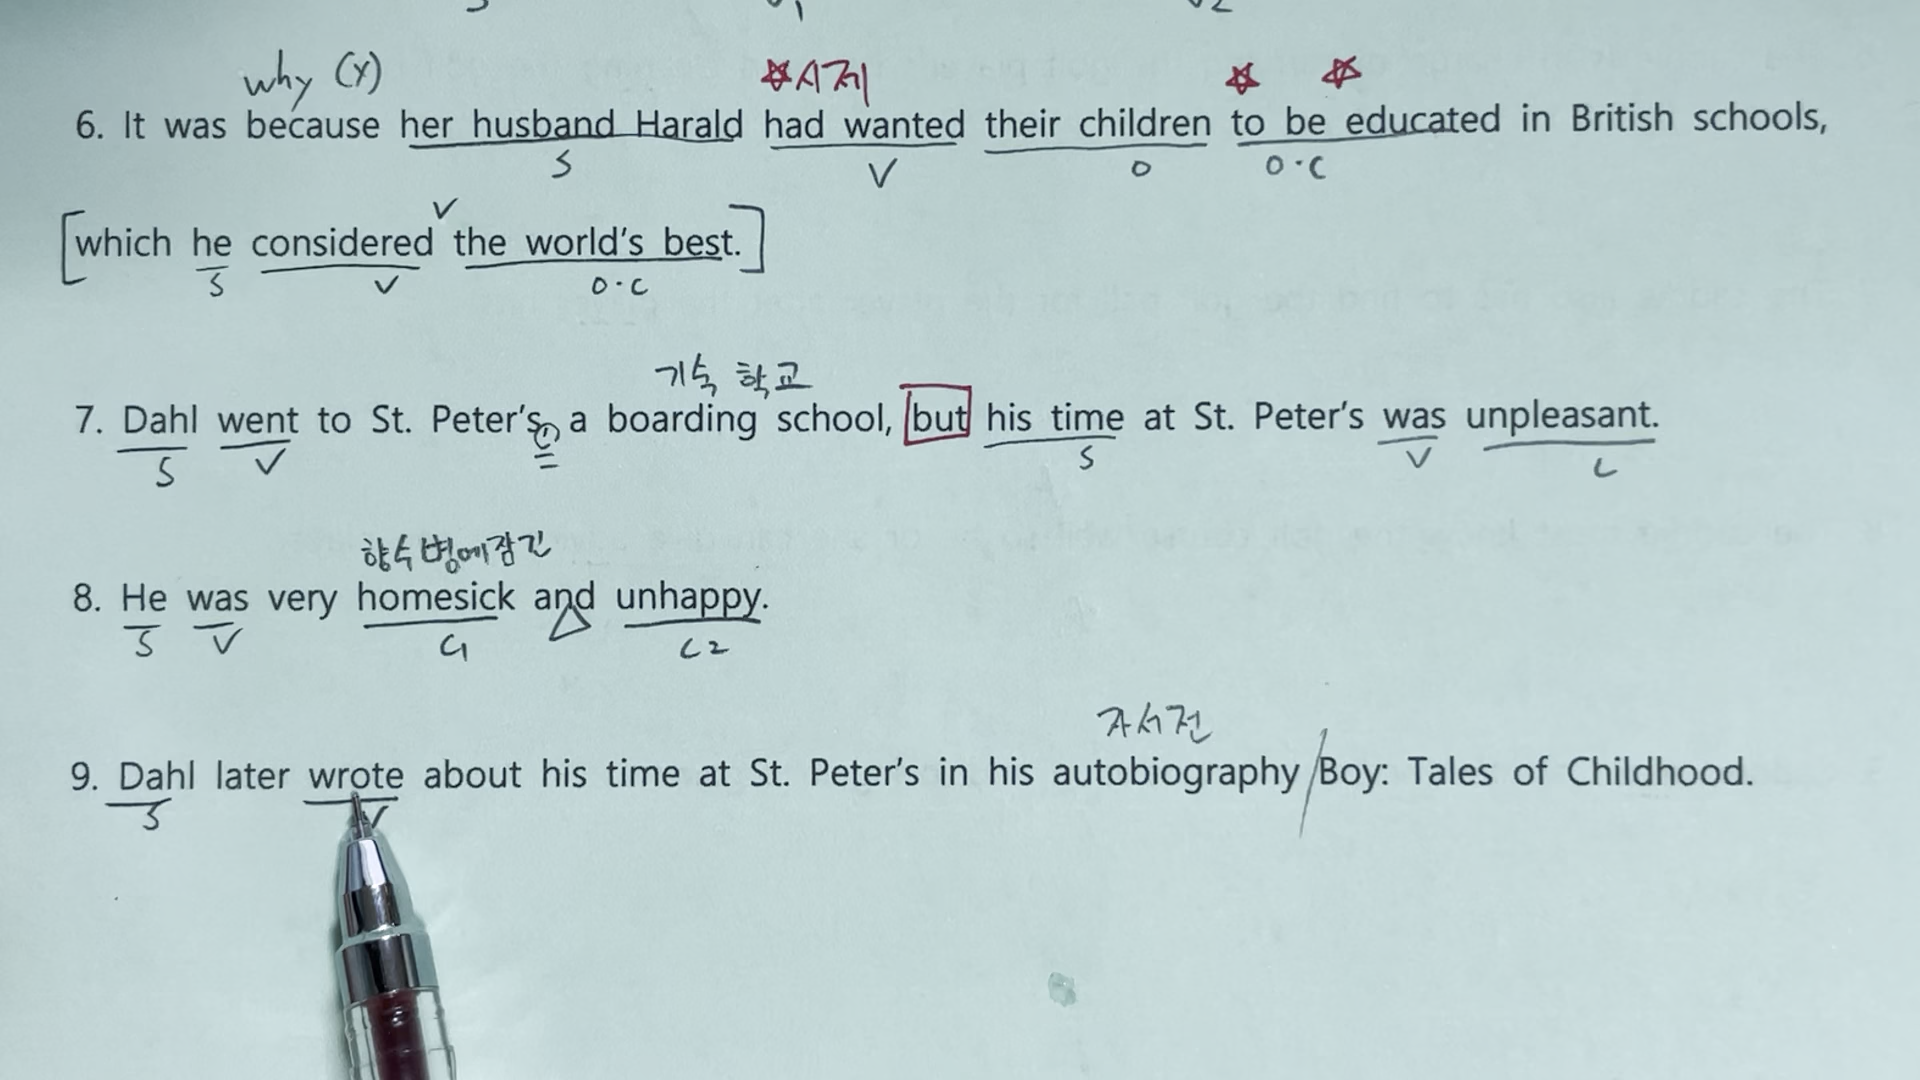 why (x) ☆시제 ☆ ☆
6. It was because her husband Harald had wanted their children to be educated in British schools,
S V O O·C
V
[which he considered the world's best.]
S V O·C
기숙 학교
7. Dahl went to St. Peter's, a boarding school, but his time at St. Peter's was unpleasant.
S V S V C
향수병에잠긴
8. He was very homesick and unhappy.
S V C1 C2
자서전
9. Dahl later wrote about his time at St. Peter's in his autobiography / Boy: Tales of Childhood.
S V